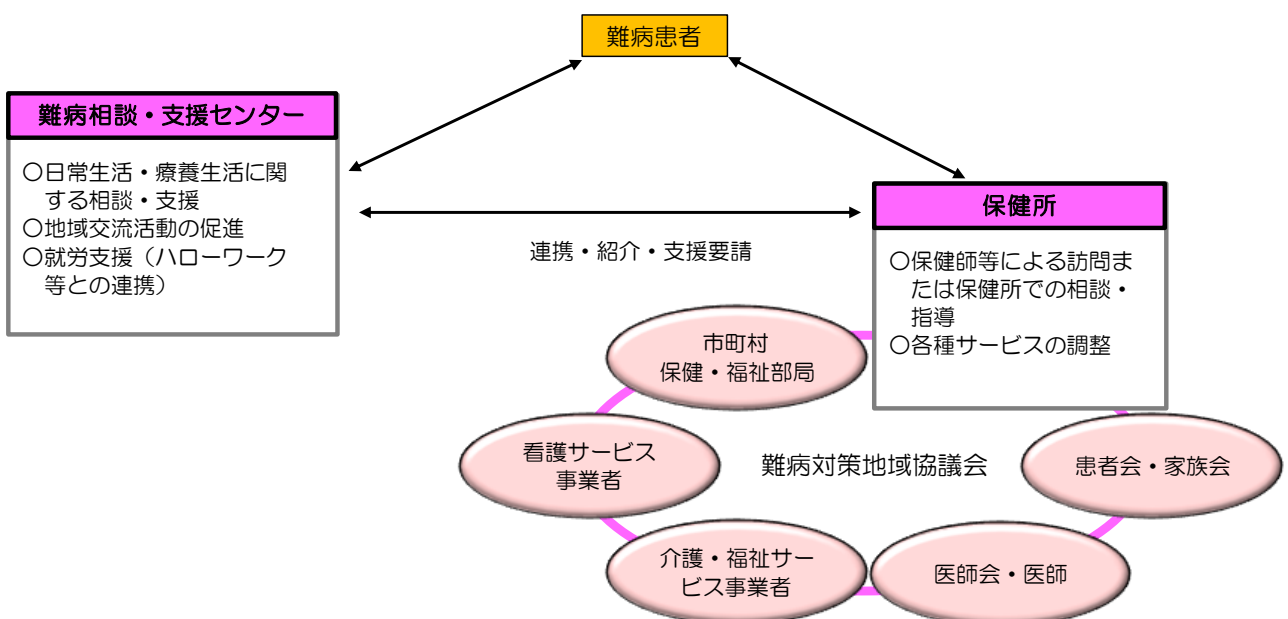 難病患者
難病相談・支援センター
〇日常生活・療養生活に関
する相談・支援
〇地域交流活動の促進
〇就労支援（ハローワーク
等との連携）
連携・紹介・支援要請
保健所
〇保健師等による訪問ま
たは保健所での相談・
指導
〇各種サービスの調整
市町村
保健・福祉部局
看護サービス
事業者
難病対策地域協議会
患者会・家族会
介護・福祉サー
ビス事業者
医師会・医師